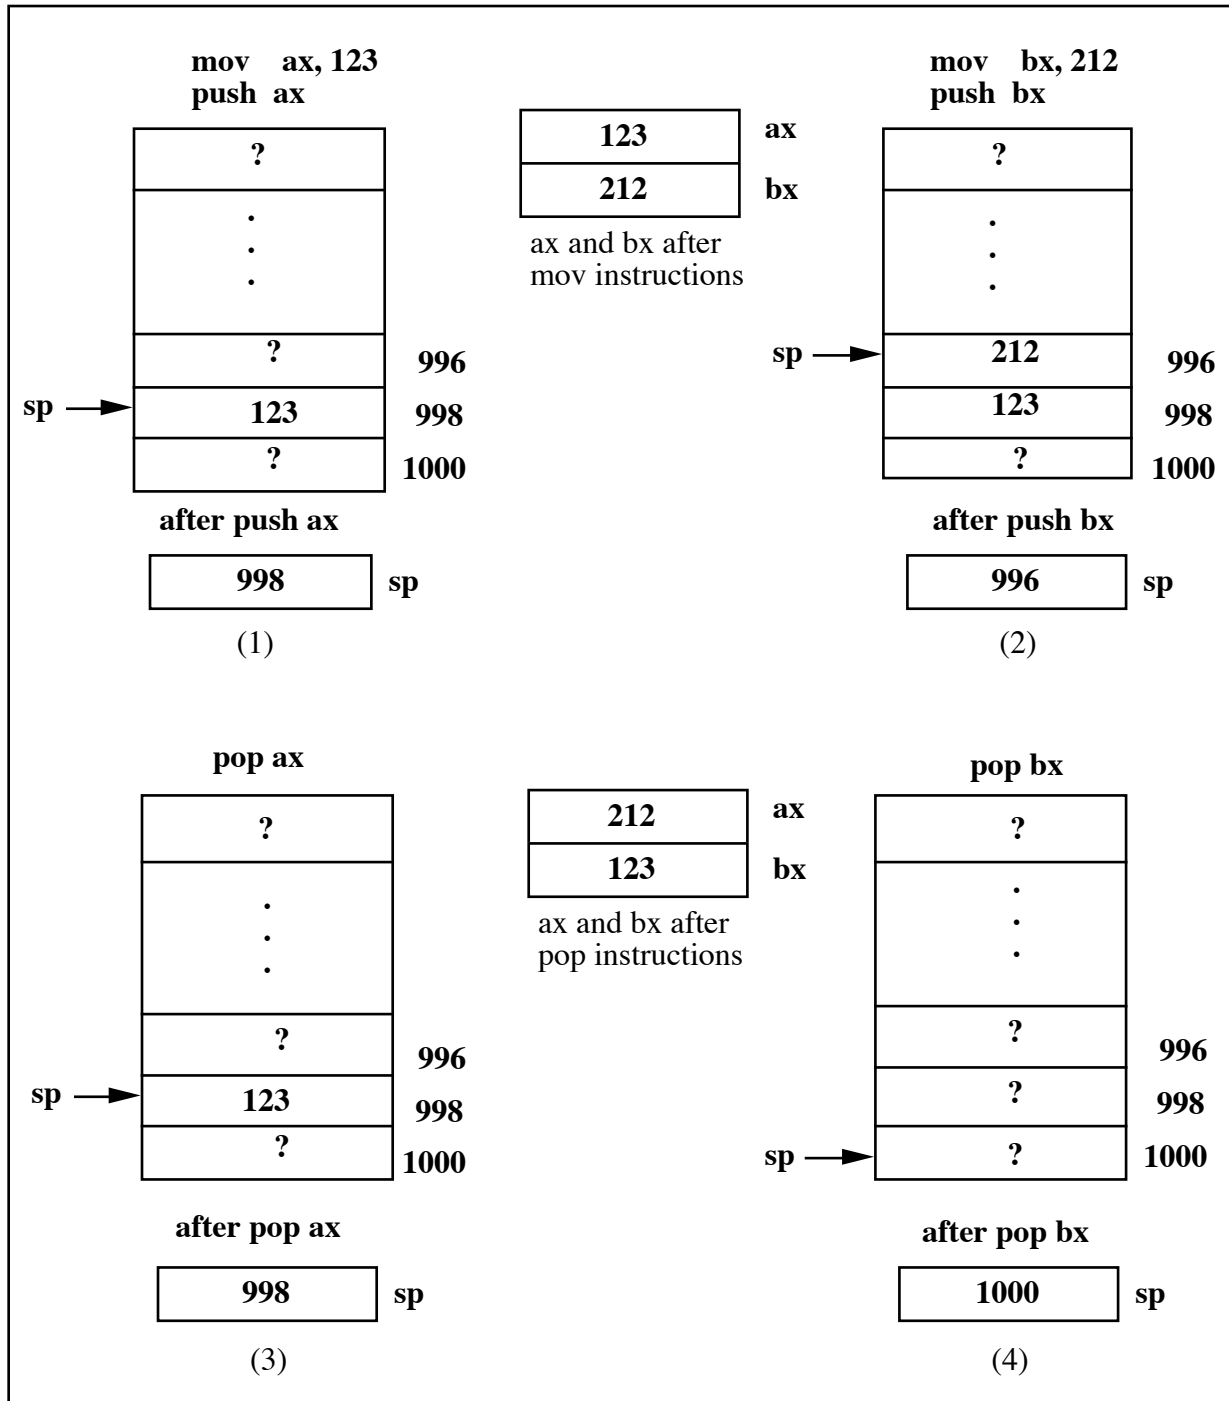 mov ax, 123
push ax
?
.
.
.
?
996
sp
123
998
?
1000
after push ax
998
sp
(1)
123
ax
212
bx
ax and bx after
mov instructions
mov bx, 212
push bx
?
.
.
.
sp
212
996
123
998
?
1000
after push bx
996
sp
(2)
pop ax
?
.
.
.
?
996
sp
123
998
?
1000
after pop ax
998
sp
(3)
212
ax
123
bx
ax and bx after
pop instructions
pop bx
?
.
.
.
?
996
?
998
sp
?
1000
after pop bx
1000
sp
(4)